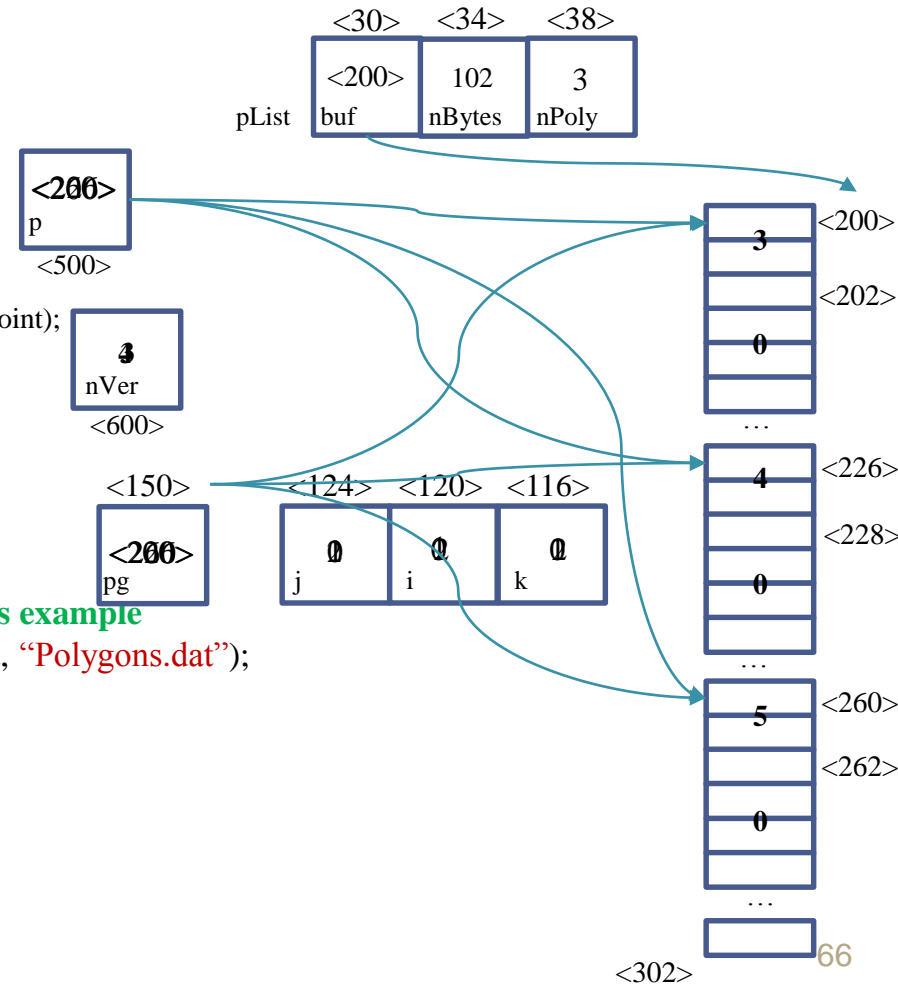 <30> <34> <38>
<200> 102 3
pList buf nBytes nPoly
p
<500>
3 <200>
<202>
oint);
0
nVer
<600>
…
<150> <124> <120> <116>
4 <226>
<228>
pg j i k
0
s example
, “Polygons.dat”);
…
5 <260>
<262>
0
…
66
<302>